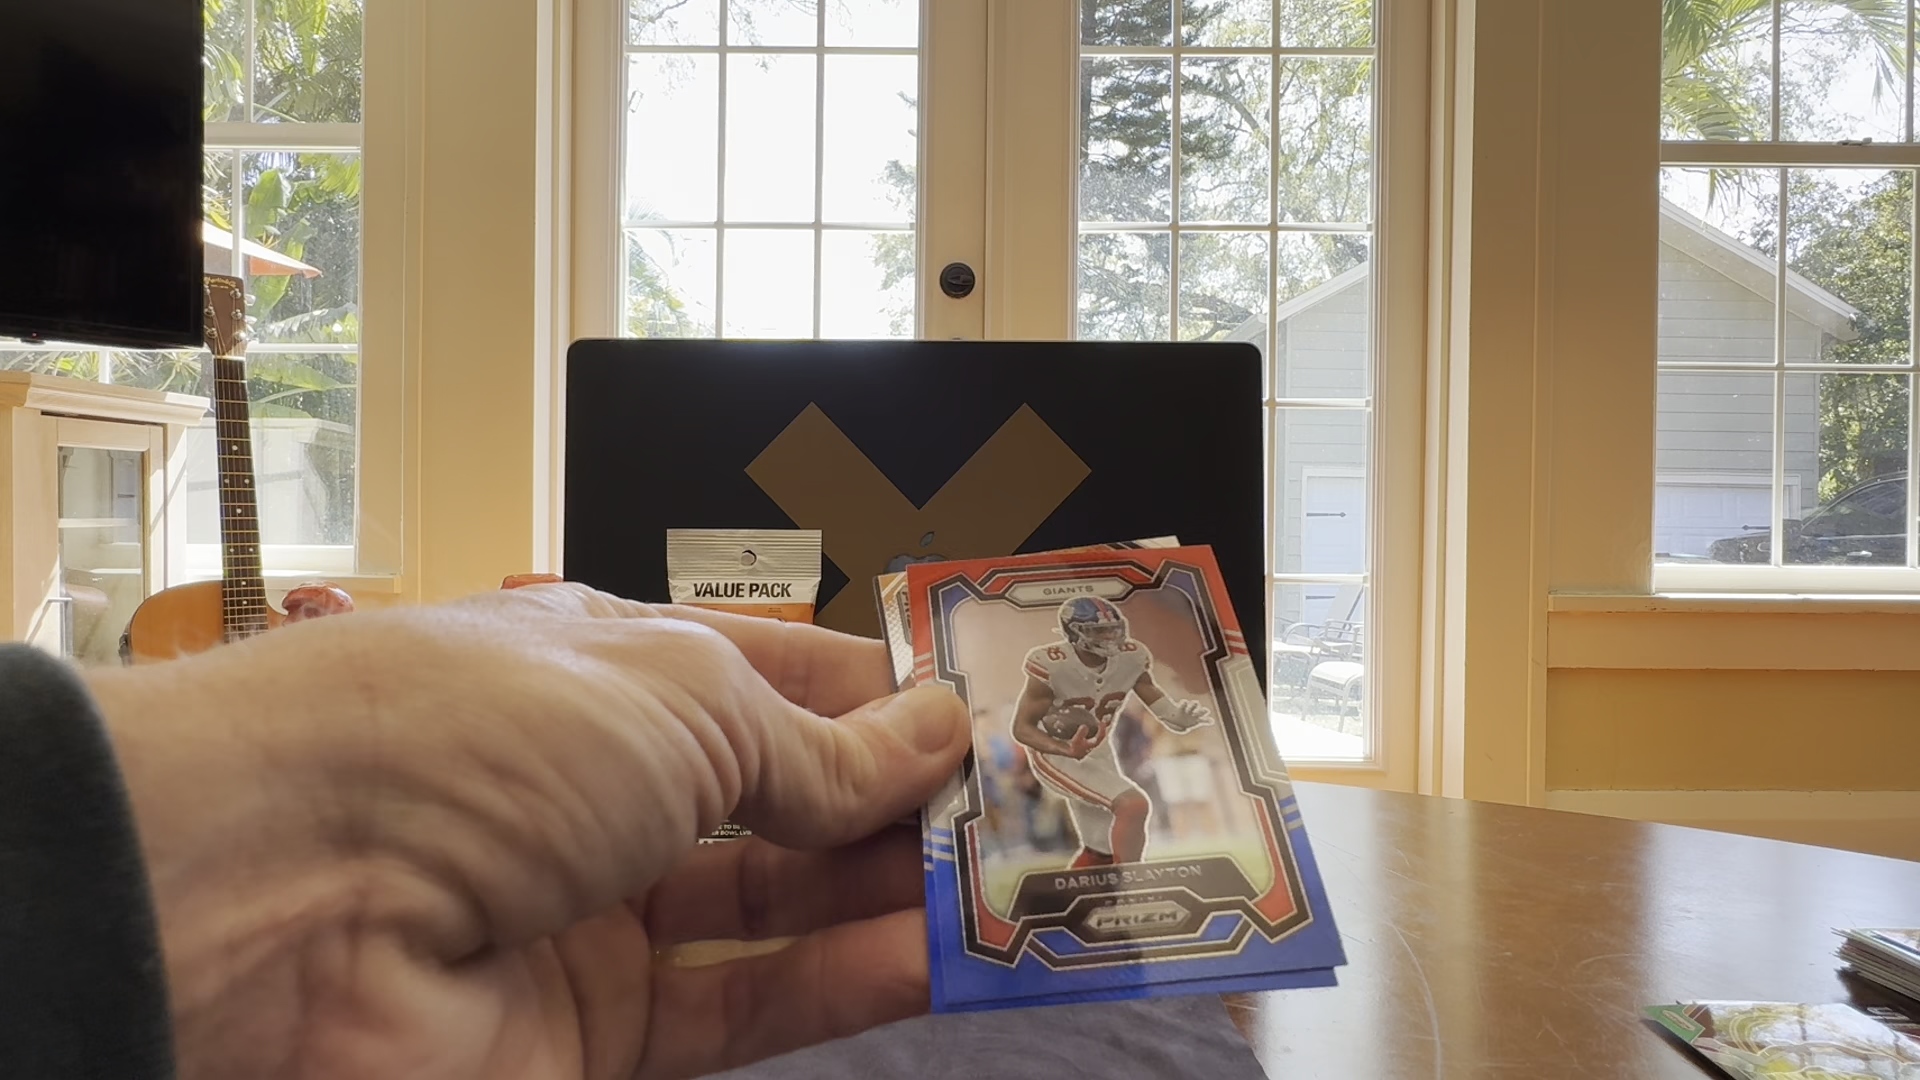 VALUE PACK
GIANTS
DARIUS SLAYTON
PANINI
PRIZM